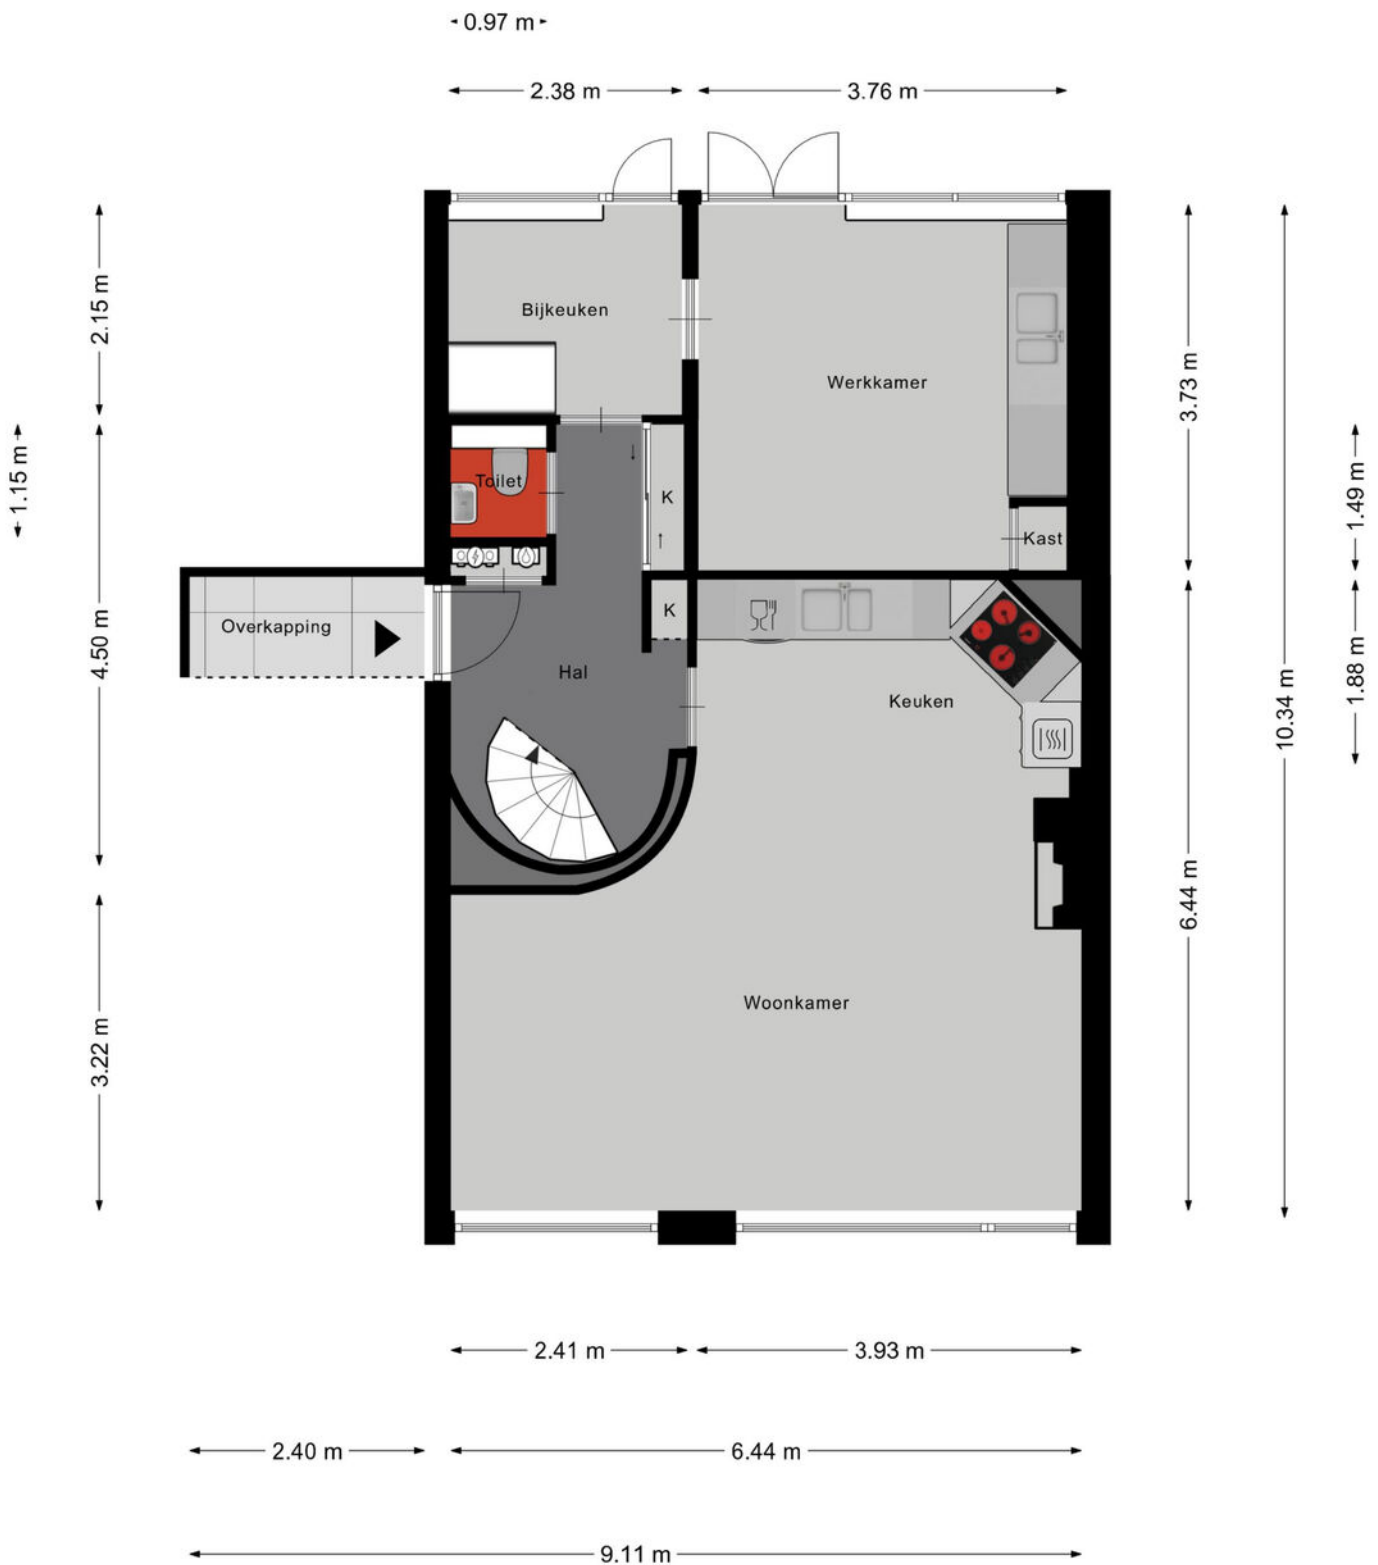 0.97 m
2.38 m
3.76 m
2.15 m
Bijkeuken
Werkkamer
3.73 m
1.15 m
Toilet
K
Kast
1.49 m
Overkapping
K
4.50 m
Hal
Keuken
1.88 m
10.34 m
6.44 m
Woonkamer
3.22 m
2.41 m
3.93 m
2.40 m
6.44 m
9.11 m